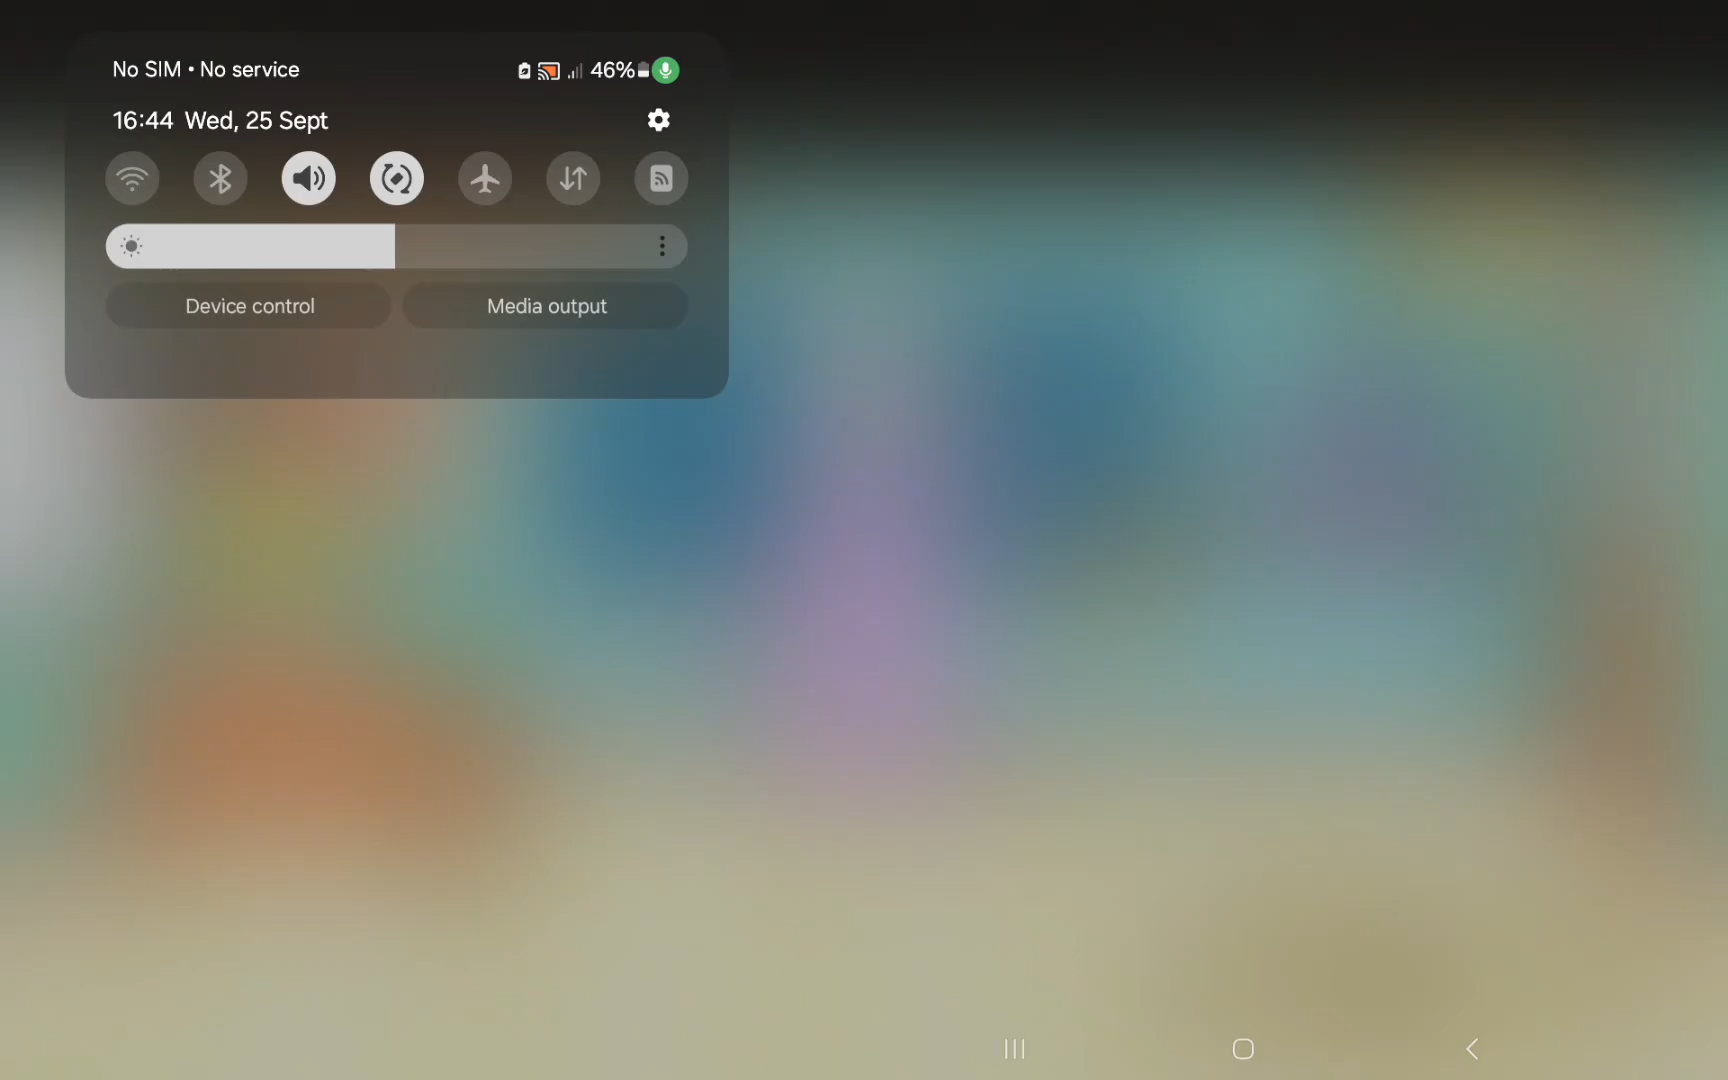 No SIM • No service
46%
16:44 Wed, 25 Sept
Device control
Media output